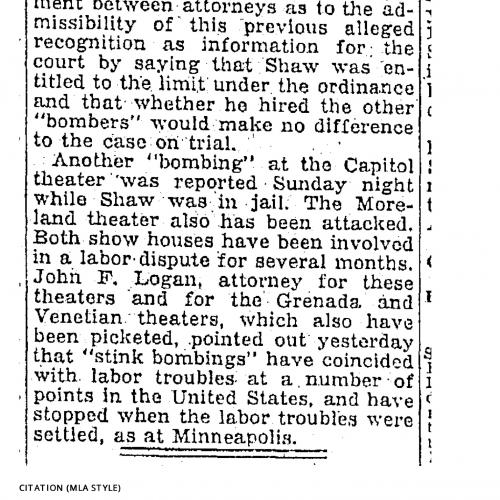 ment between attorneys as to the ad-
missibility of this previous alleged
recognition as information for the
court by saying that Shaw was en-
titled to the limit under the ordinance
and that whether he hired the other
"bombers" would make no difference
to the case on trial.
Another "bombing" at the Capitol
theater was reported Sunday night
while Shaw was in jail. The More-
land theater also has been attacked.
Both show houses have been involved
in a labor dispute for several months.
John F. Logan, attorney for these
theaters and for the Grenada and
Venetian theaters, which also have
been picketed, pointed out yesterday
that "stink bombings" have coincided
with labor troubles at a number of
points in the United States, and have
stopped when the labor troubles were
settled, as at Minneapolis.
CITATION (MLA STYLE)